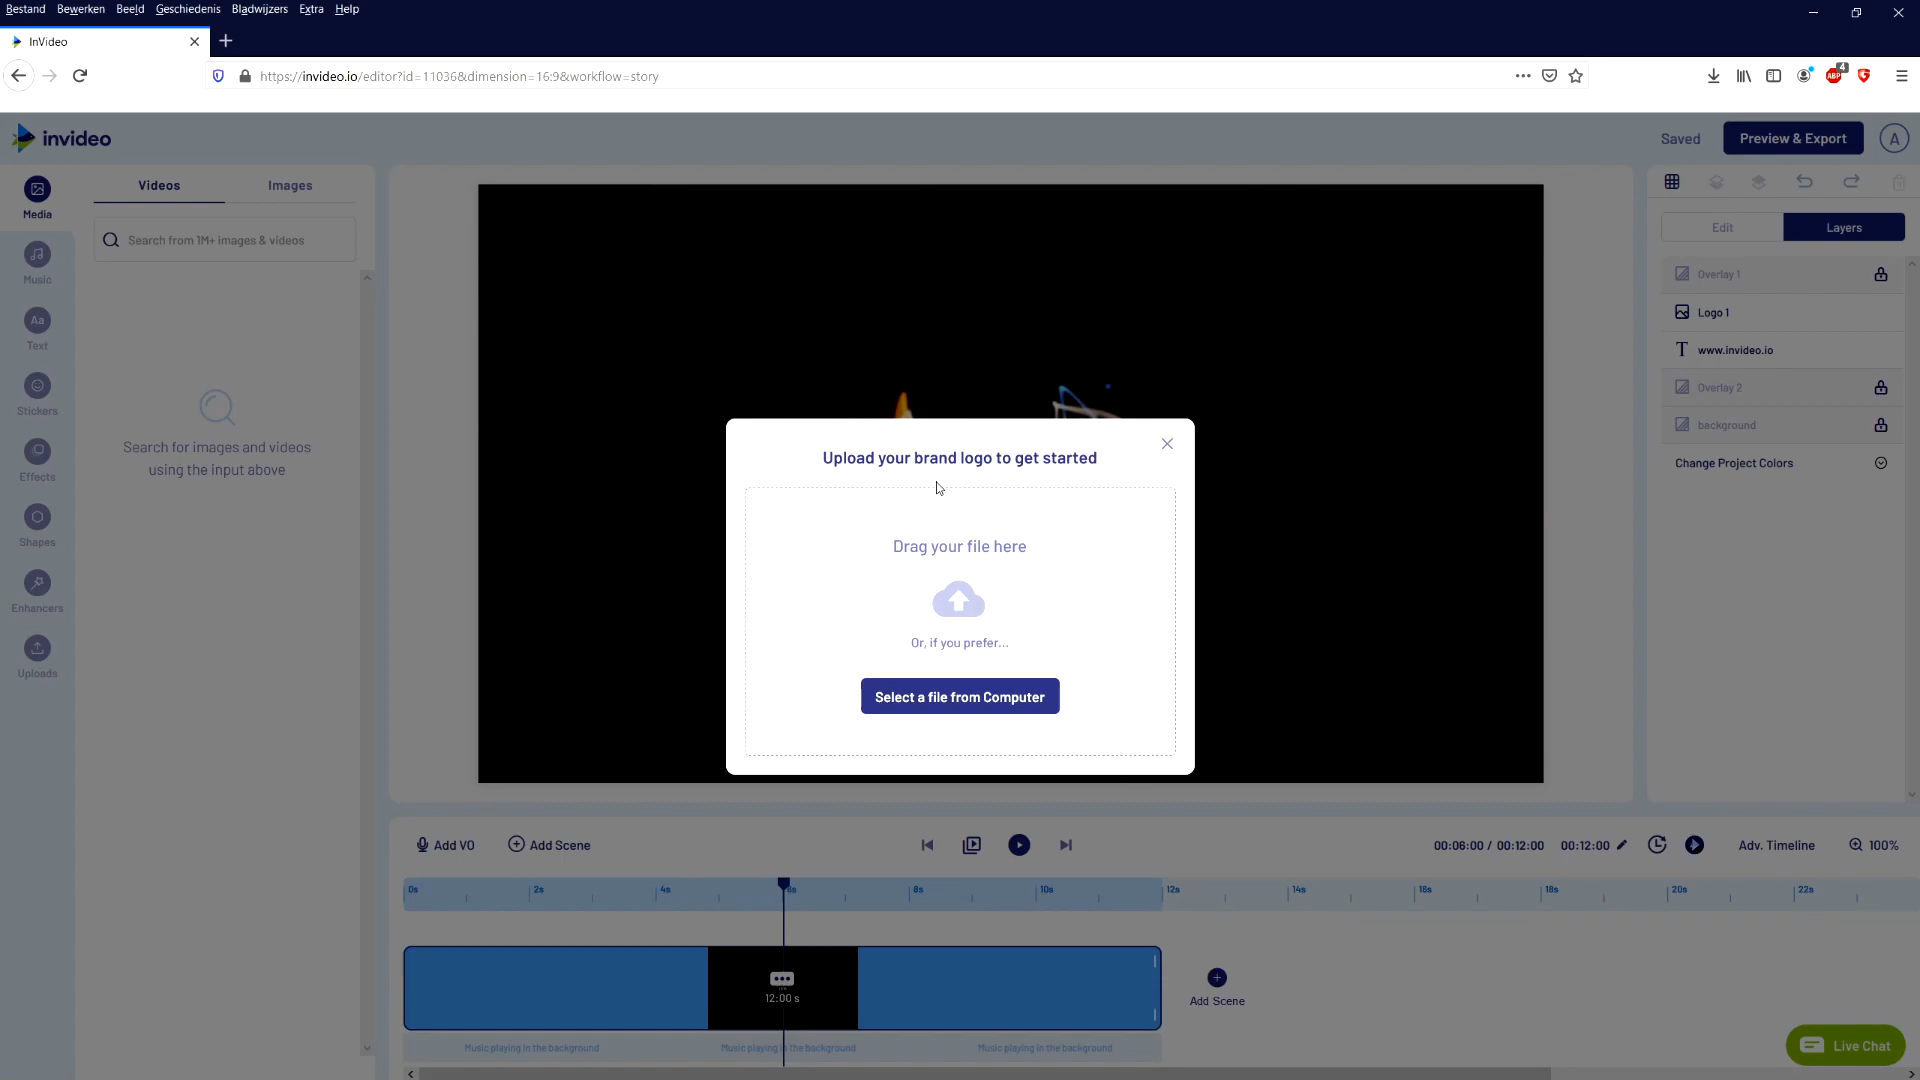 Bestand Bewerken Beeld Geschiedenis Bladwijzers Extra Help
InVideo
https://invideo.io/editor?id=11036&dimension=16:9&workflow=story
ABP 4
invideo
Saved
Preview & Export
A
Media
Music
Aa
Text
Stickers
Effects
Shapes
Enhancers
Uploads
Videos Images
Search from 1M+ images & videos
Search for images and videos
using the input above
Upload your brand logo to get started
Drag your file here
Or, if you prefer...
Select a file from Computer
Edit Layers
Overlay 1
Logo 1
T www.invideo.io
Overlay 2
background
Change Project Colors
Add VO Add Scene
00:06:00 / 00:12:00 00:12:00 Adv. Timeline 100%
0s 2s 4s 6s 8s 10s 12s 14s 16s 18s 20s 22s
12:00 s
Add Scene
Music playing in the background Music playing in the background Music playing in the background
Live Chat